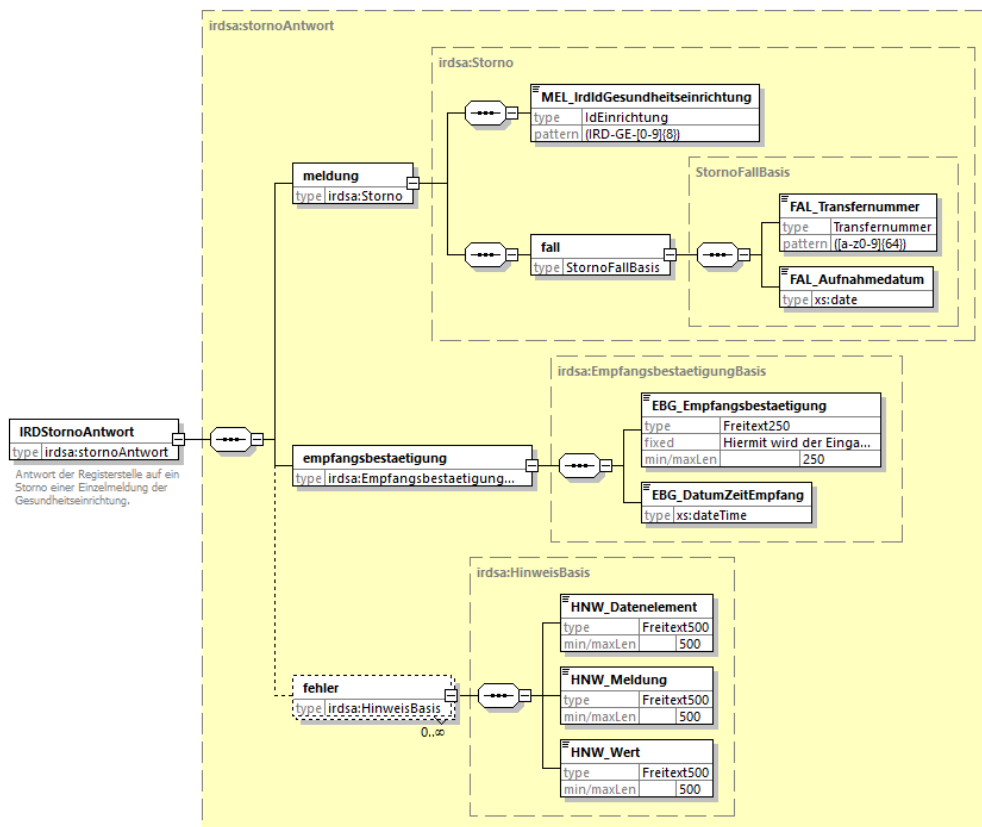 irdsa:stornoAntwort
irdsa:Storno
MEL_IrdIdGesundheitseinrichtung
type IdEinrichtung
pattern (IRD-GE-[0-9]{8})
meldung
type irdsa:Storno
StornoFallBasis
FAL_Transfernummer
type Transfernummer
pattern ([a-z0-9]{64})
fall
type StornoFallBasis
FAL_Aufnahmedatum
type xs:date
irdsa:EmpfangsbestaetigungBasis
EBG_Empfangsbestaetigung
type Freitext250
fixed Hiermit wird der Einga...
min/maxLen 250
IRDStornoAntwort
type irdsa:stornoAntwort
Antwort der Registerstelle auf ein
Storno einer Einzelmeldung der
Gesundheitseinrichtung.
empfangsbestaetigung
type irdsa:Empfangsbestaetigung...
EBG_DatumZeitEmpfang
type xs:dateTime
irdsa:HinweisBasis
HNW_Datenelement
type Freitext500
min/maxLen 500
fehler
type irdsa:HinweisBasis
0..∞
HNW_Meldung
type Freitext500
min/maxLen 500
HNW_Wert
type Freitext500
min/maxLen 500